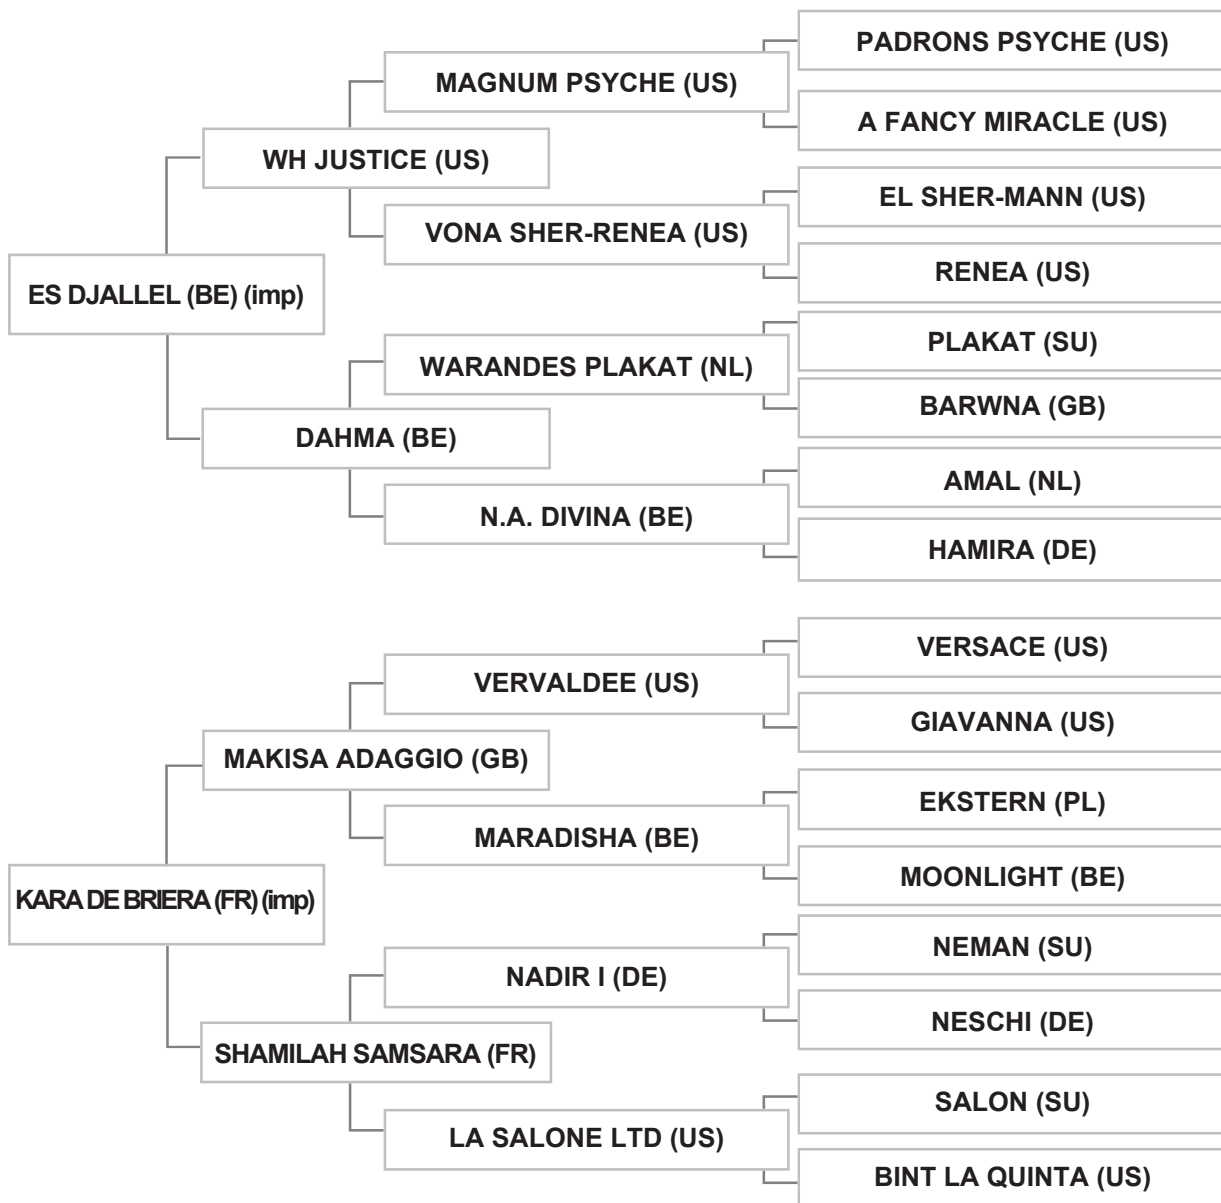 PADRONS PSYCHE (US)
MAGNUM PSYCHE (US)
A FANCY MIRACLE (US)
WH JUSTICE (US)
EL SHER-MANN (US)
VONA SHER-RENEA (US)
RENEA (US)
ES DJALLEL (BE) (imp)
PLAKAT (SU)
WARANDES PLAKAT (NL)
BARWNA (GB)
DAHMA (BE)
AMAL (NL)
N.A. DIVINA (BE)
HAMIRA (DE)
VERSACE (US)
VERVALDEE (US)
GIAVANNA (US)
MAKISA ADAGGIO (GB)
EKSTERN (PL)
MARADISHA (BE)
MOONLIGHT (BE)
KARA DE BRIERA (FR) (imp)
NEMAN (SU)
NADIR I (DE)
NESCHI (DE)
SHAMILAH SAMSARA (FR)
SALON (SU)
LA SALONE LTD (US)
BINT LA QUINTA (US)